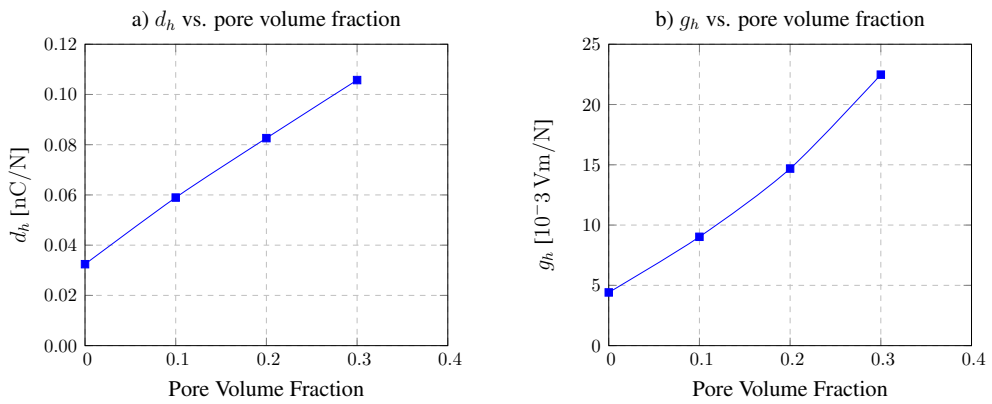 a) d_h vs. pore volume fraction
0.12
0.10
0.08
0.06
0.04
0.02
0.00
d_h [nC/N]
0 0.1 0.2 0.3 0.4
Pore Volume Fraction
b) g_h vs. pore volume fraction
25
20
15
10
5
0
g_h [10⁻3 Vm/N]
0 0.1 0.2 0.3 0.4
Pore Volume Fraction